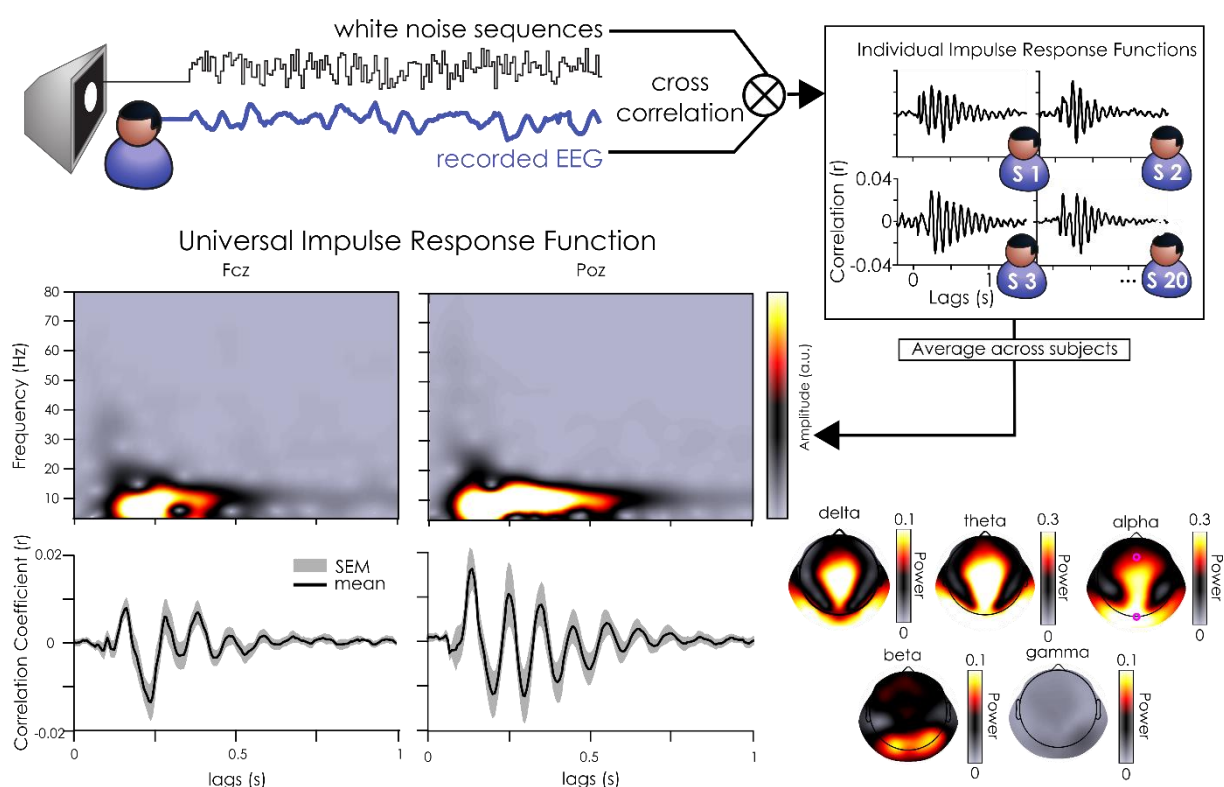 white noise sequences
cross
correlation
recorded EEG
Individual Impulse Response Functions
S 1
S 2
Correlation (r)
0.04
0
-0.04
S 3
... S 20
0
1
Lags (s)
Average across subjects
Universal Impulse Response Function
Fcz
Poz
Frequency (Hz)
80
70
60
50
40
30
20
10
Amplitude (a.u.)
Correlation Coefficient (r)
0.02
0
-0.02
SEM
mean
0
0.5
1
lags (s)
0
0.5
1
lags (s)
delta
0.1
Power
0
theta
0.3
Power
0
alpha
0.3
Power
0
beta
0.1
Power
0
gamma
0.1
Power
0